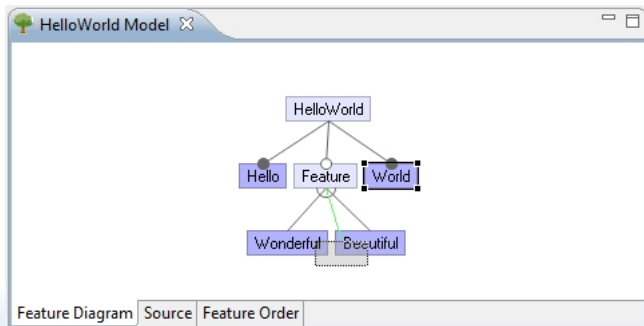 HelloWorld Model
HelloWorld
Hello Feature World
Wonderful Beautiful
Feature Diagram Source Feature Order